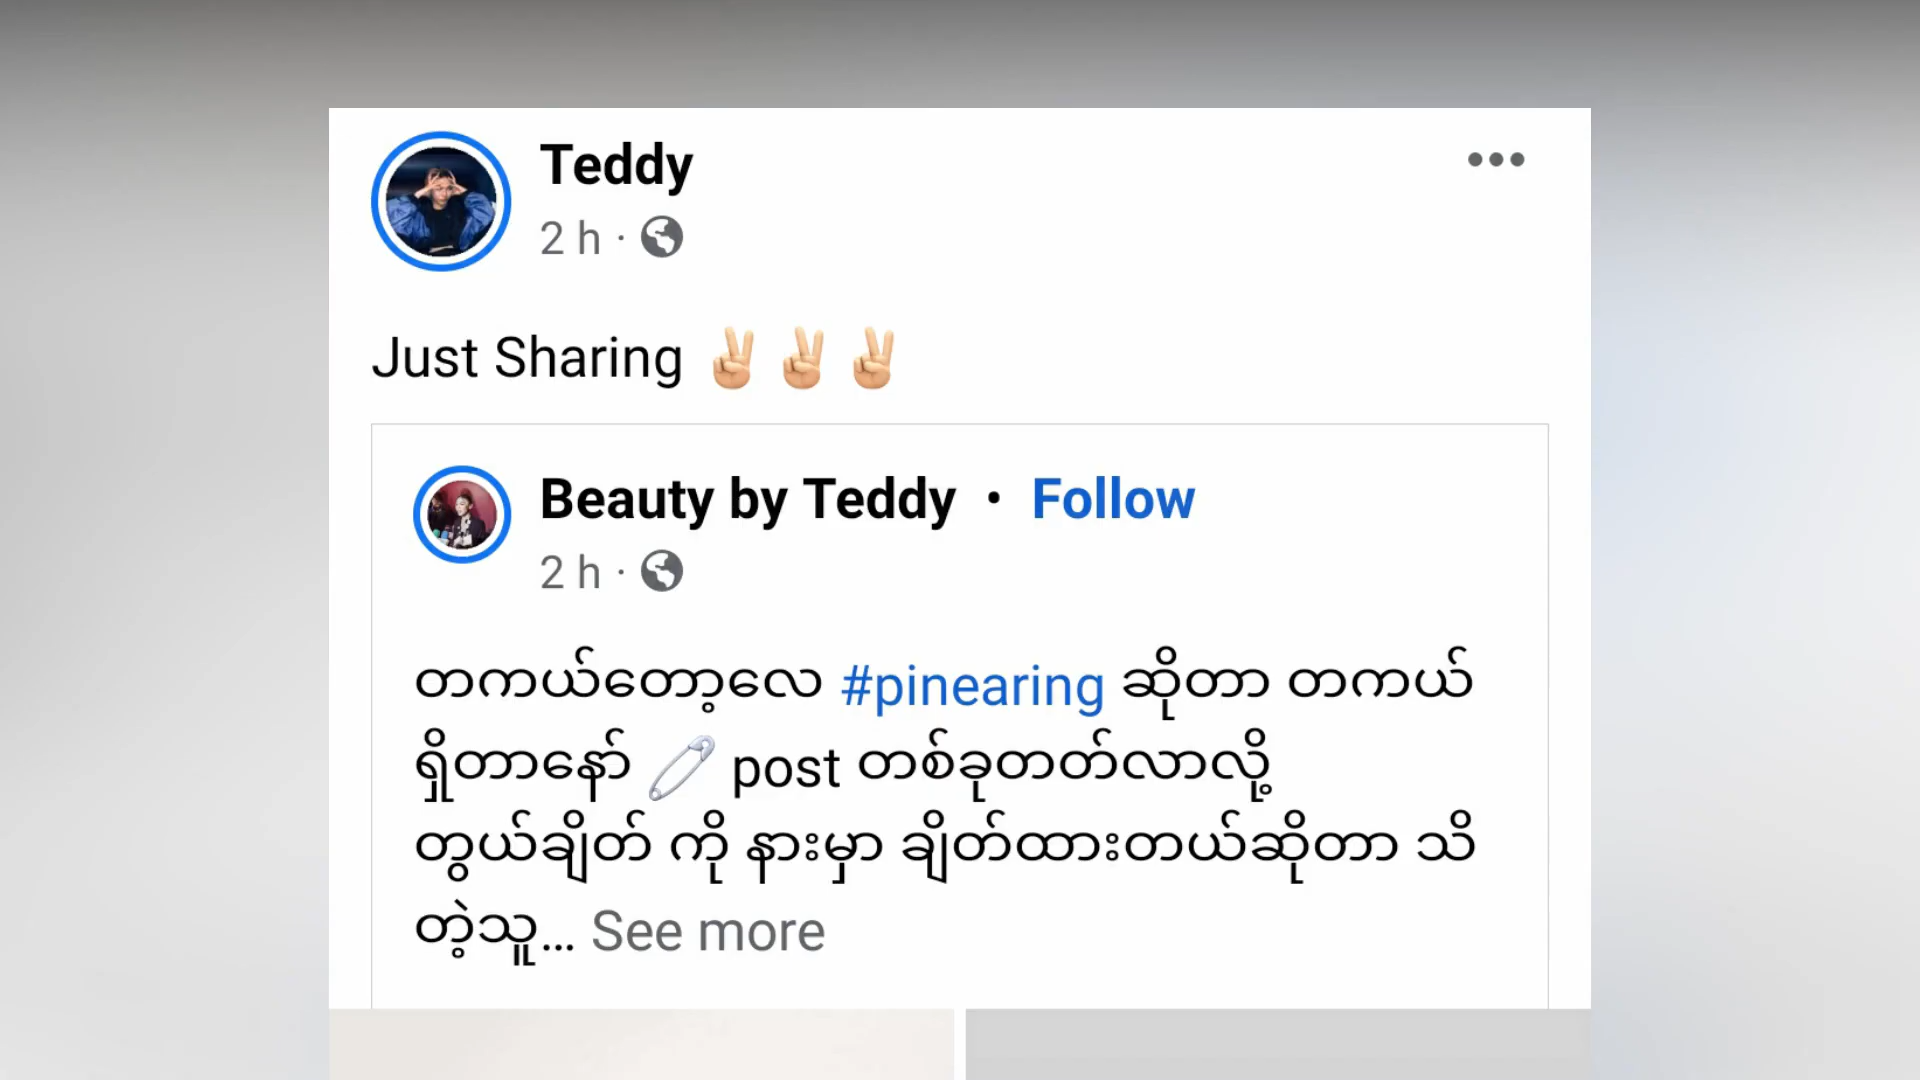 Teddy
2 h ·
Just Sharing ✌🏼✌🏼✌🏼
Beauty by Teddy • Follow
2 h ·
တကယ်တော့လေ #pinearing ဆိုတာ တကယ်
ရှိတာနော် 🧷 post တစ်ခုတတ်လာလို့
တွယ်ချိတ် ကို နားမှာ ချိတ်ထားတယ်ဆိုတာ သိ
တဲ့သူ... See more